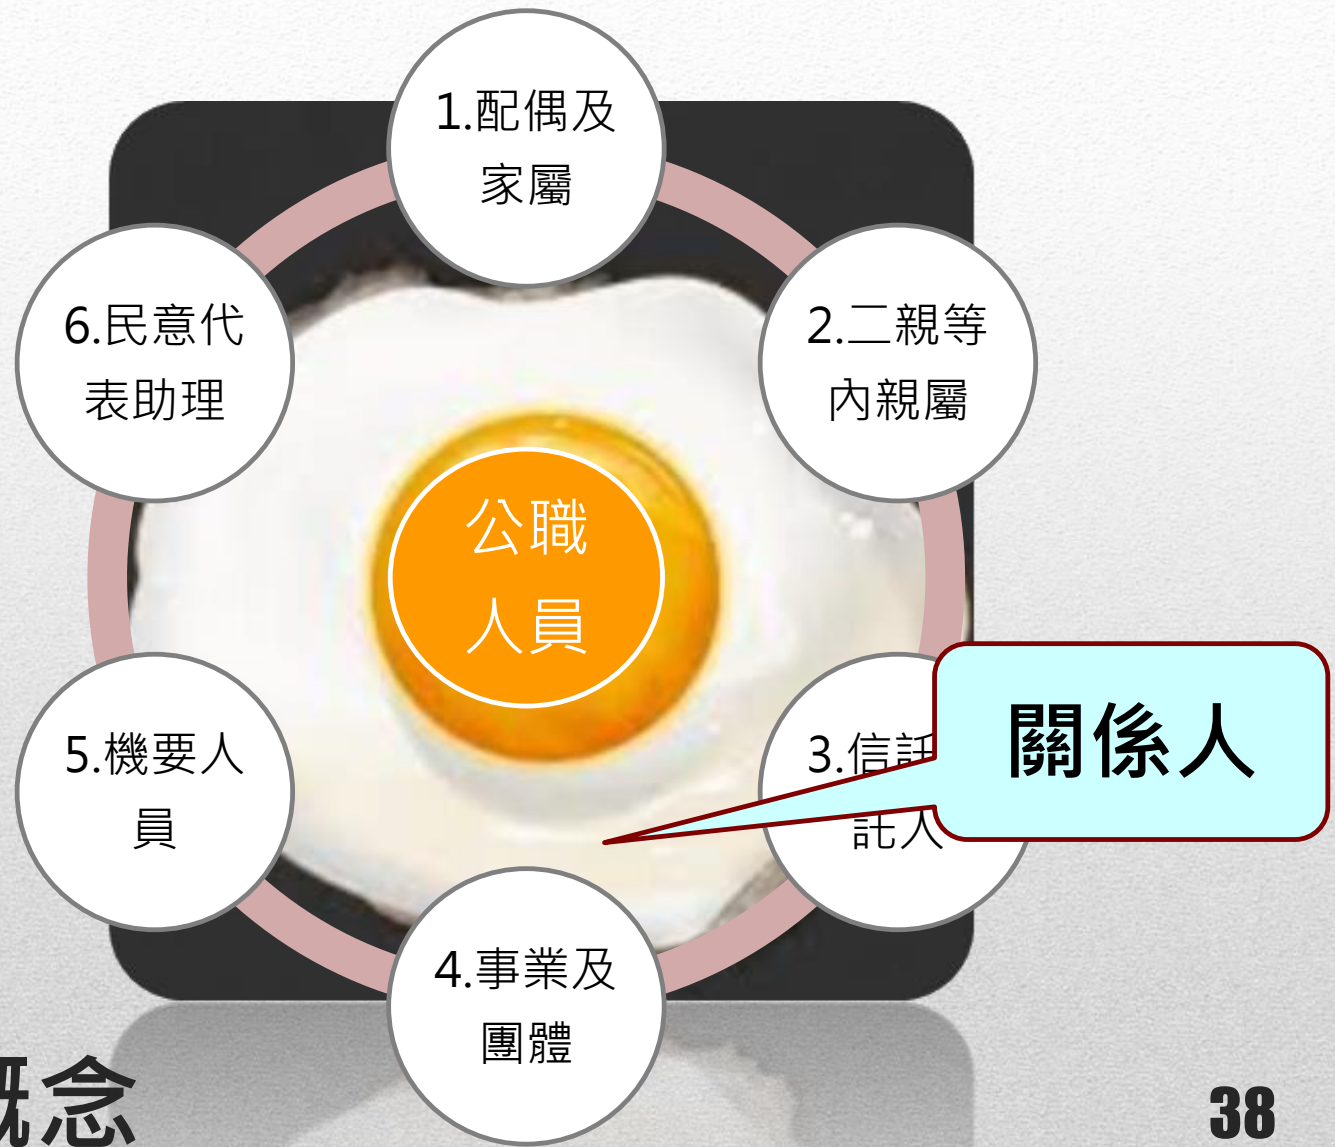 1.配偶及
家屬
2.二親等
內親屬
3.信託
託人
4.事業及
團體
5.機要人
員
6.民意代
表助理
公職
人員
關係人
概念
38